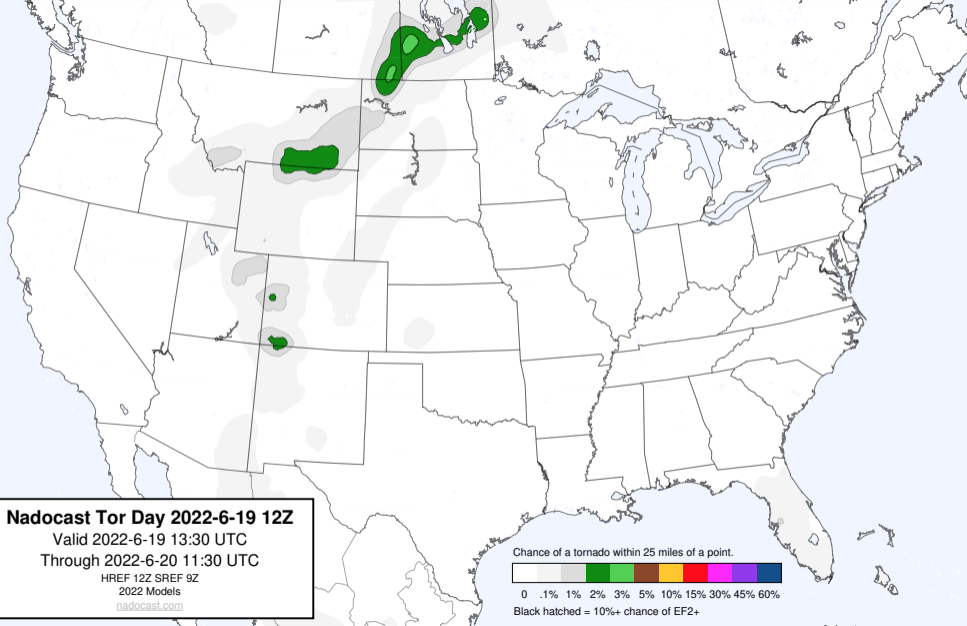 Nadocast Tor Day 2022-6-19 12Z
Valid 2022-6-19 13:30 UTC
Through 2022-6-20 11:30 UTC
HREF 12Z SREF 9Z
2022 Models
nadocast.com
Chance of a tornado within 25 miles of a point.
0 .1% 1% 2% 3% 5% 10% 15% 30% 45% 60%
Black hatched = 10%+ chance of EF2+